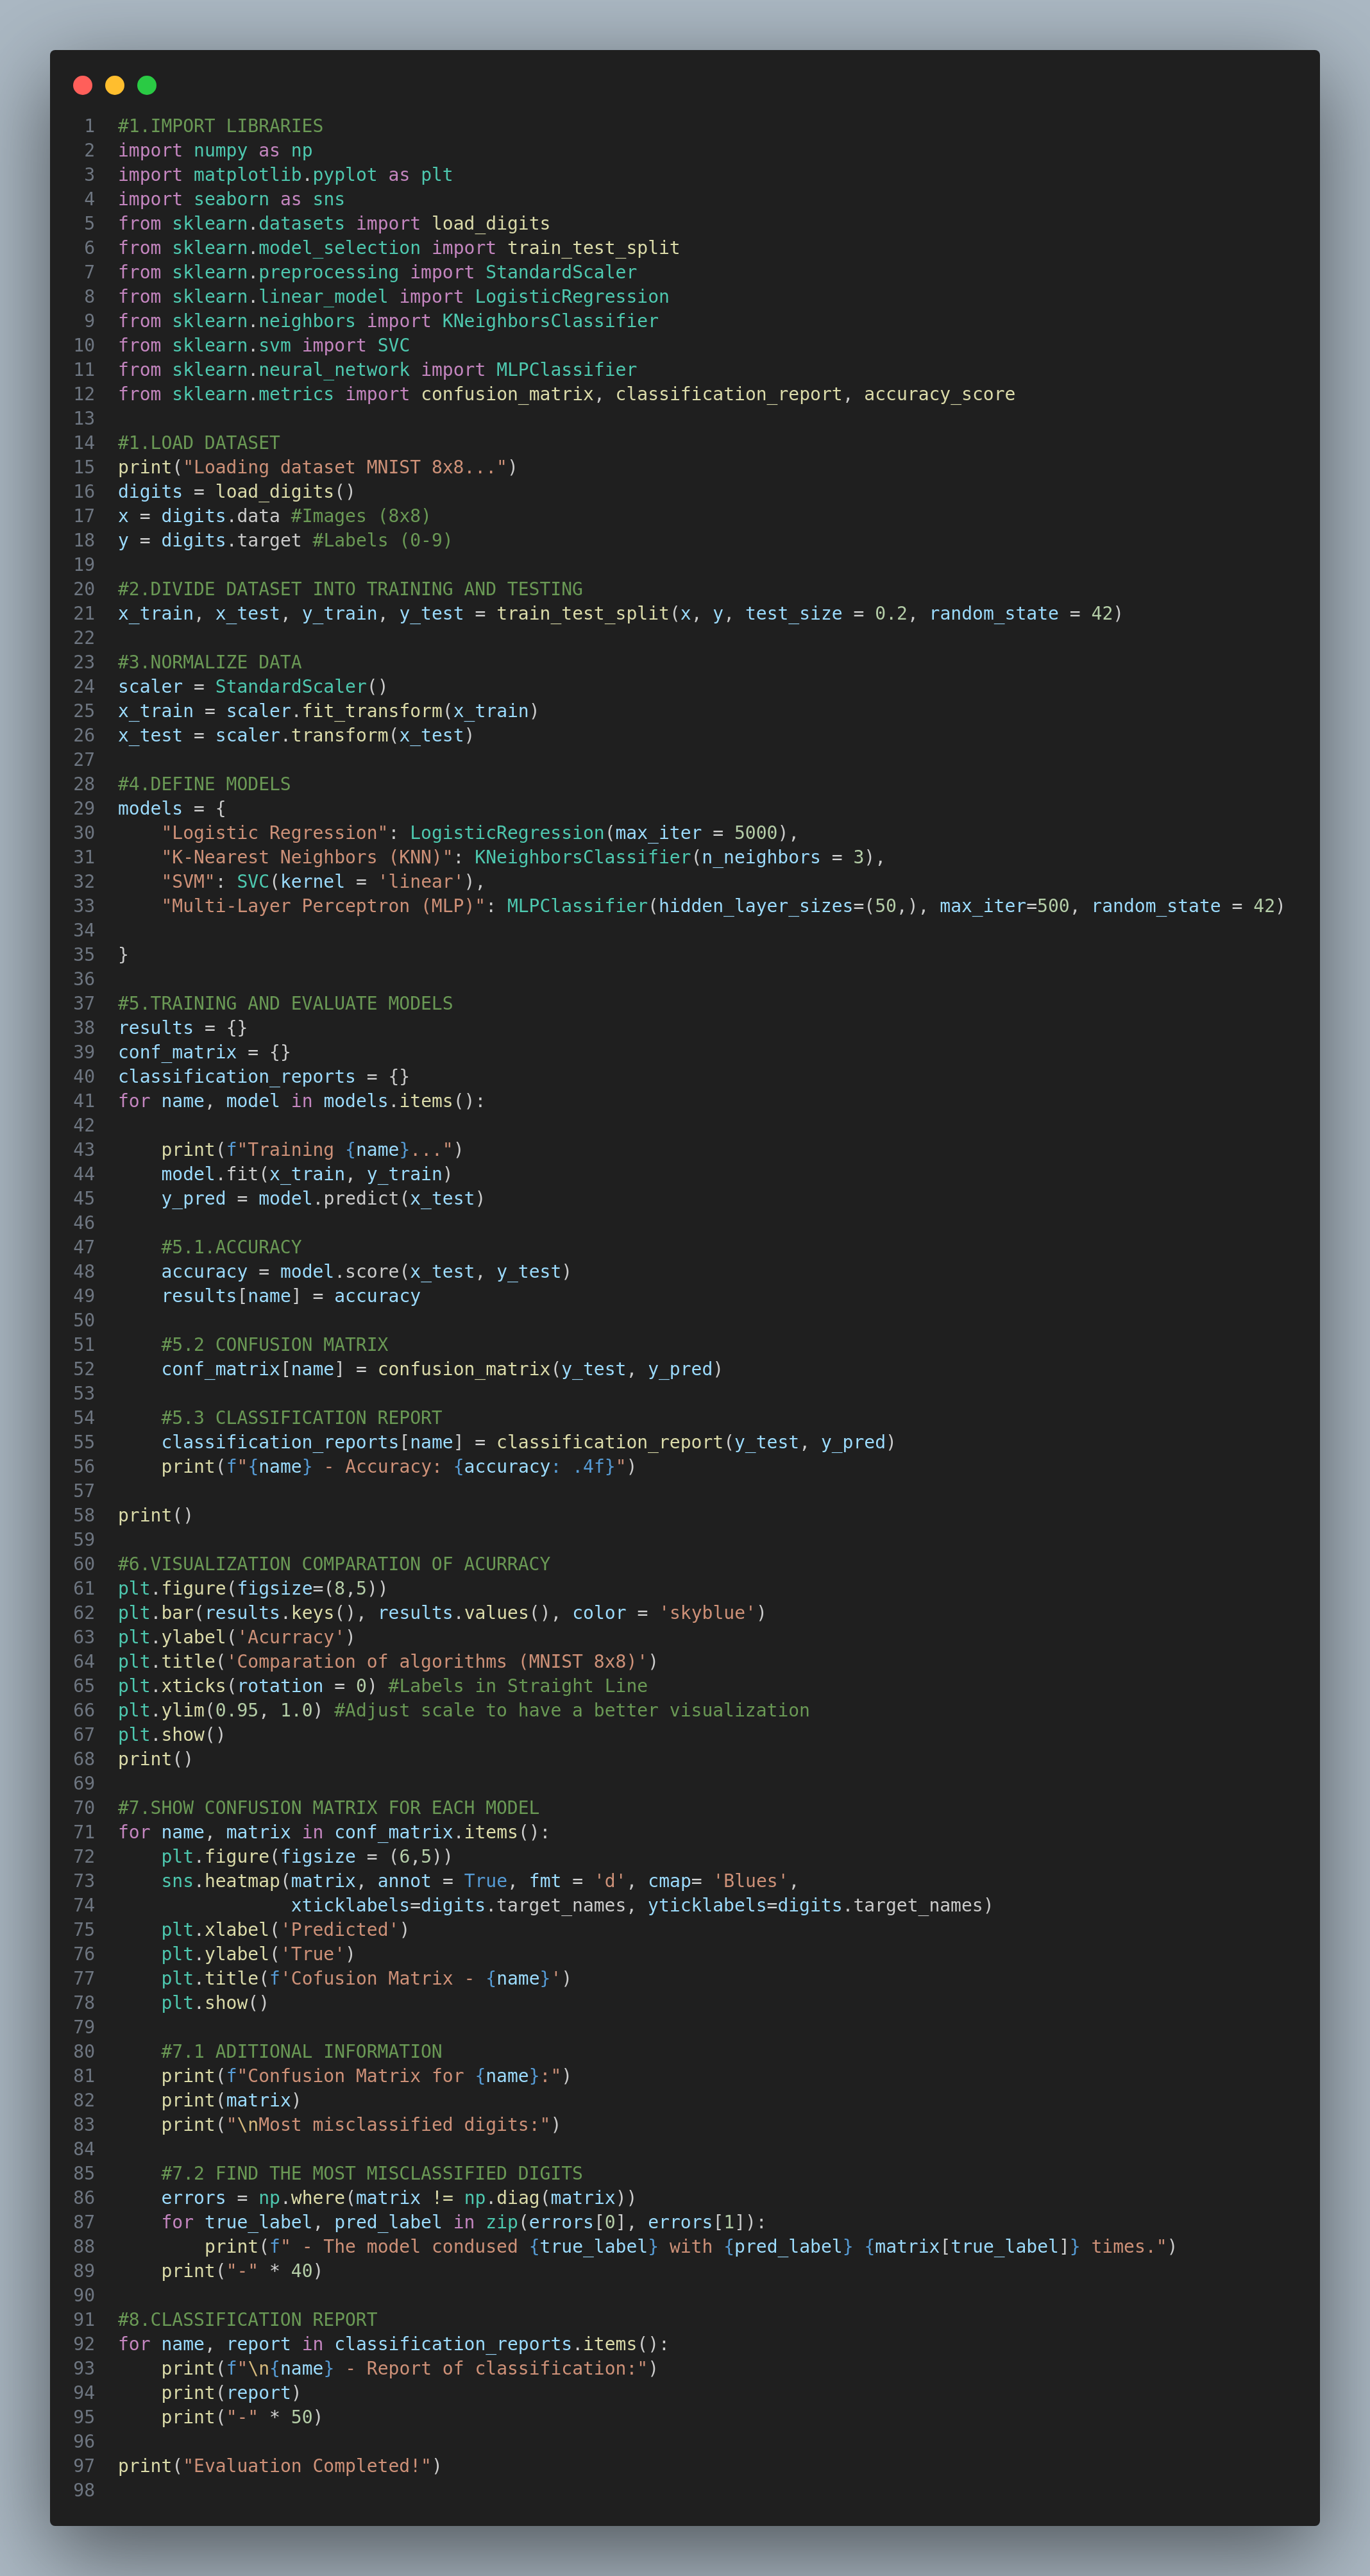 1 #1.IMPORT LIBRARIES
2 import numpy as np
3 import matplotlib.pyplot as plt
4 import seaborn as sns
5 from sklearn.datasets import load_digits
6 from sklearn.model_selection import train_test_split
7 from sklearn.preprocessing import StandardScaler
8 from sklearn.linear_model import LogisticRegression
9 from sklearn.neighbors import KNeighborsClassifier
10 from sklearn.svm import SVC
11 from sklearn.neural_network import MLPClassifier
12 from sklearn.metrics import confusion_matrix, classification_report, accuracy_score
13
14 #1.LOAD DATASET
15 print("Loading dataset MNIST 8x8...")
16 digits = load_digits()
17 x = digits.data #Images (8x8)
18 y = digits.target #Labels (0-9)
19
20 #2.DIVIDE DATASET INTO TRAINING AND TESTING
21 x_train, x_test, y_train, y_test = train_test_split(x, y, test_size = 0.2, random_state = 42)
22
23 #3.NORMALIZE DATA
24 scaler = StandardScaler()
25 x_train = scaler.fit_transform(x_train)
26 x_test = scaler.transform(x_test)
27
28 #4.DEFINE MODELS
29 models = {
30     "Logistic Regression": LogisticRegression(max_iter = 5000),
31     "K-Nearest Neighbors (KNN)": KNeighborsClassifier(n_neighbors = 3),
32     "SVM": SVC(kernel = 'linear'),
33     "Multi-Layer Perceptron (MLP)": MLPClassifier(hidden_layer_sizes=(50,), max_iter=500, random_state = 42)
34
35 }
36
37 #5.TRAINING AND EVALUATE MODELS
38 results = {}
39 conf_matrix = {}
40 classification_reports = {}
41 for name, model in models.items():
42
43     print(f"Training {name}...")
44     model.fit(x_train, y_train)
45     y_pred = model.predict(x_test)
46
47     #5.1.ACCURACY
48     accuracy = model.score(x_test, y_test)
49     results[name] = accuracy
50
51     #5.2 CONFUSION MATRIX
52     conf_matrix[name] = confusion_matrix(y_test, y_pred)
53
54     #5.3 CLASSIFICATION REPORT
55     classification_reports[name] = classification_report(y_test, y_pred)
56     print(f"{name} - Accuracy: {accuracy: .4f}")
57
58 print()
59
60 #6.VISUALIZATION COMPARATION OF ACURRACY
61 plt.figure(figsize=(8,5))
62 plt.bar(results.keys(), results.values(), color = 'skyblue')
63 plt.ylabel('Acurracy')
64 plt.title('Comparation of algorithms (MNIST 8x8)')
65 plt.xticks(rotation = 0) #Labels in Straight Line
66 plt.ylim(0.95, 1.0) #Adjust scale to have a better visualization
67 plt.show()
68 print()
69
70 #7.SHOW CONFUSION MATRIX FOR EACH MODEL
71 for name, matrix in conf_matrix.items():
72     plt.figure(figsize = (6,5))
73     sns.heatmap(matrix, annot = True, fmt = 'd', cmap= 'Blues',
74                 xticklabels=digits.target_names, yticklabels=digits.target_names)
75     plt.xlabel('Predicted')
76     plt.ylabel('True')
77     plt.title(f'Cofusion Matrix - {name}')
78     plt.show()
79
80     #7.1 ADITIONAL INFORMATION
81     print(f"Confusion Matrix for {name}:")
82     print(matrix)
83     print("\nMost misclassified digits:")
84
85     #7.2 FIND THE MOST MISCLASSIFIED DIGITS
86     errors = np.where(matrix != np.diag(matrix))
87     for true_label, pred_label in zip(errors[0], errors[1]):
88         print(f" - The model condused {true_label} with {pred_label} {matrix[true_label]} times.")
89     print("-" * 40)
90
91 #8.CLASSIFICATION REPORT
92 for name, report in classification_reports.items():
93     print(f"\n{name} - Report of classification:")
94     print(report)
95     print("-" * 50)
96
97 print("Evaluation Completed!")
98